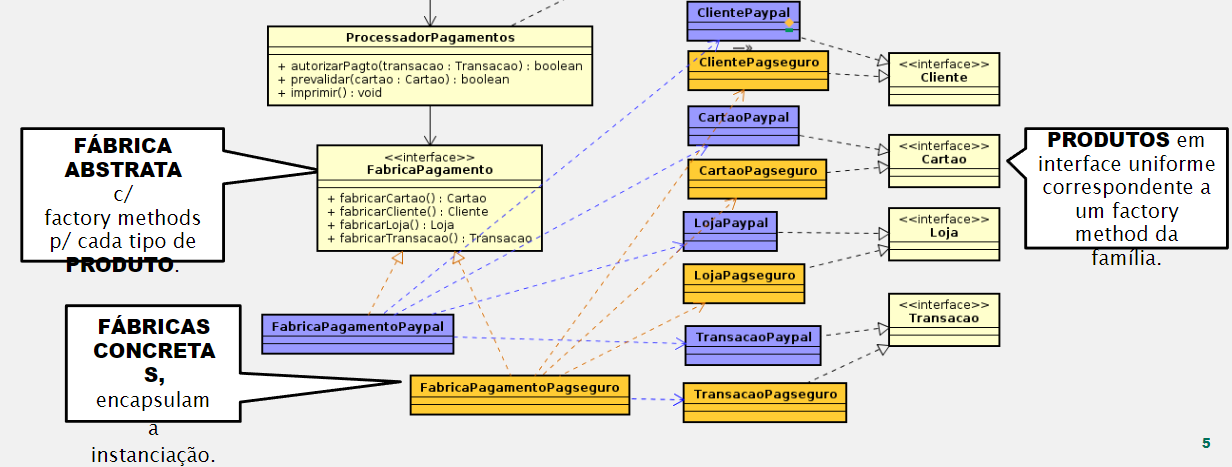 ProcessadorPagamentos
+ autorizarPagto(transacao : Transacao) : boolean
+ prevalidar(cartao : Cartao) : boolean
+ imprimir() : void
FÁBRICA
ABSTRATA
c/
factory methods
p/ cada tipo de
PRODUTO.
<<interface>>
FabricaPagamento
+ fabricarCartao() : Cartao
+ fabricarCliente() : Cliente
+ fabricarLoja() : Loja
+ fabricarTransacao() : Transacao
FÁBRICAS
CONCRETA
S,
encapsulam
a
instanciação.
FabricaPagamentoPaypal
FabricaPagamentoPagseguro
ClientePaypal
ClientePagseguro
CartaoPaypal
CartaoPagseguro
LojaPaypal
LojaPagseguro
TransacaoPaypal
TransacaoPagseguro
<<interface>>
Cliente
<<interface>>
Cartao
<<interface>>
Loja
<<interface>>
Transacao
PRODUTOS em
interface uniforme
correspondente a
um factory
method da
família.
5